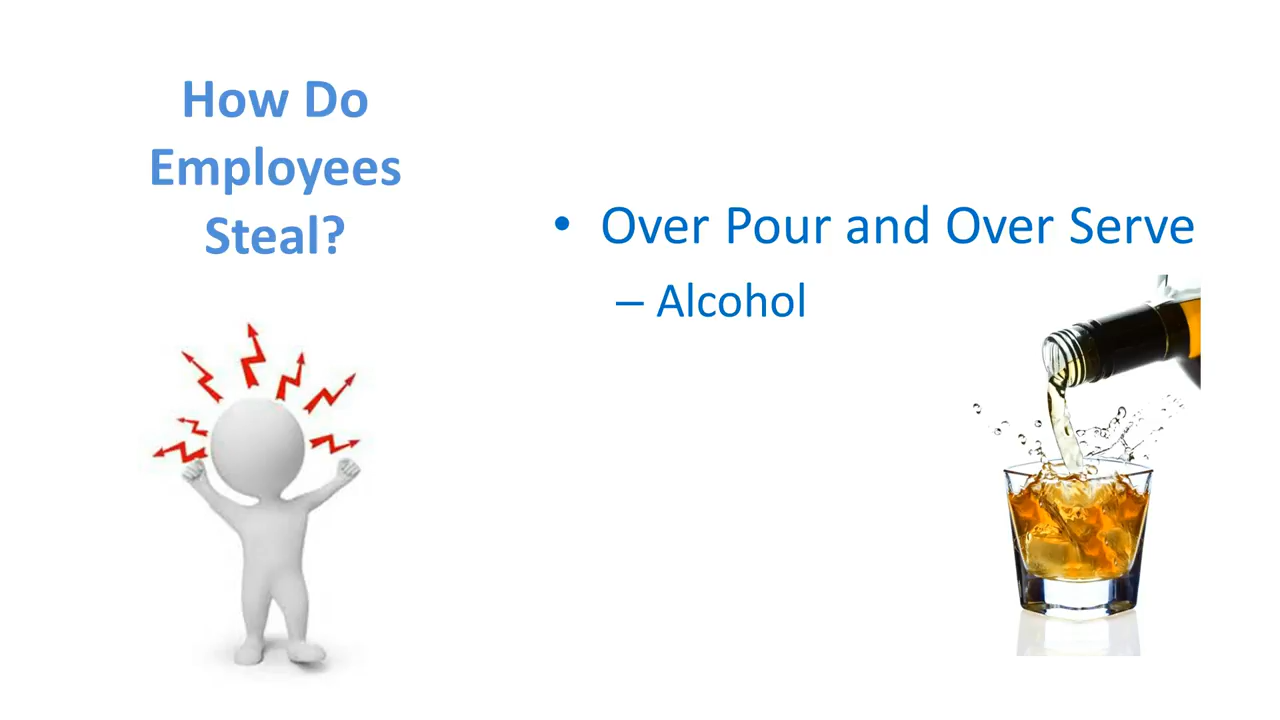 How Do
Employees
Steal?
• Over Pour and Over Serve
– Alcohol